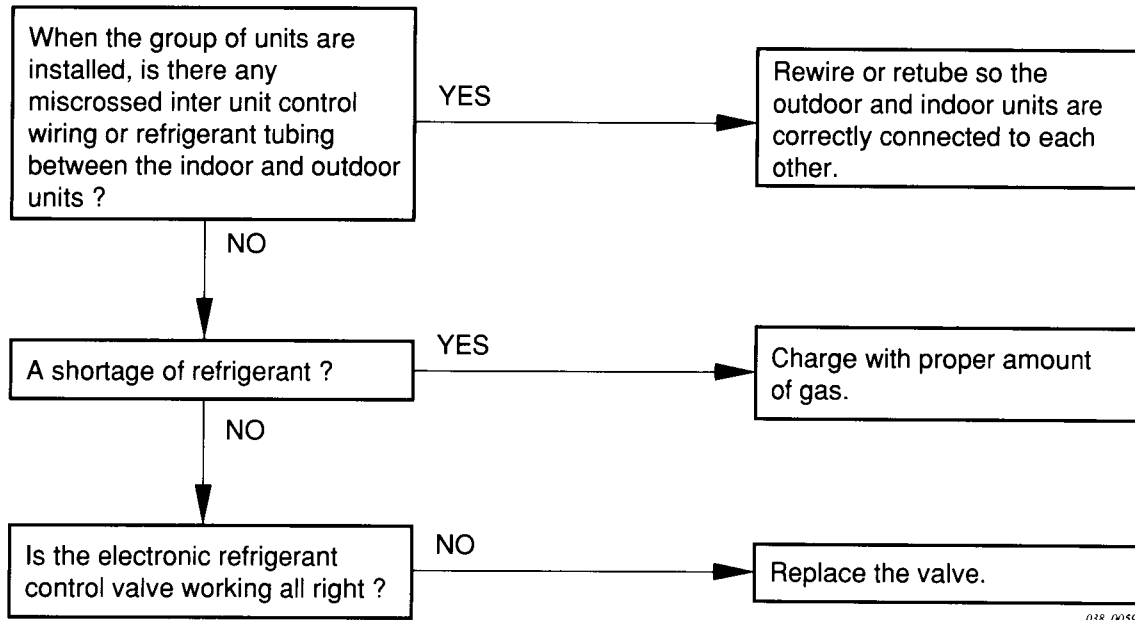 When the group of units are
installed, is there any
miscrossed inter unit control
wiring or refrigerant tubing
between the indoor and outdoor
units ?
YES
Rewire or retube so the
outdoor and indoor units are
correctly connected to each
other.
NO
A shortage of refrigerant ?
YES
Charge with proper amount
of gas.
NO
Is the electronic refrigerant
control valve working all right ?
NO
Replace the valve.